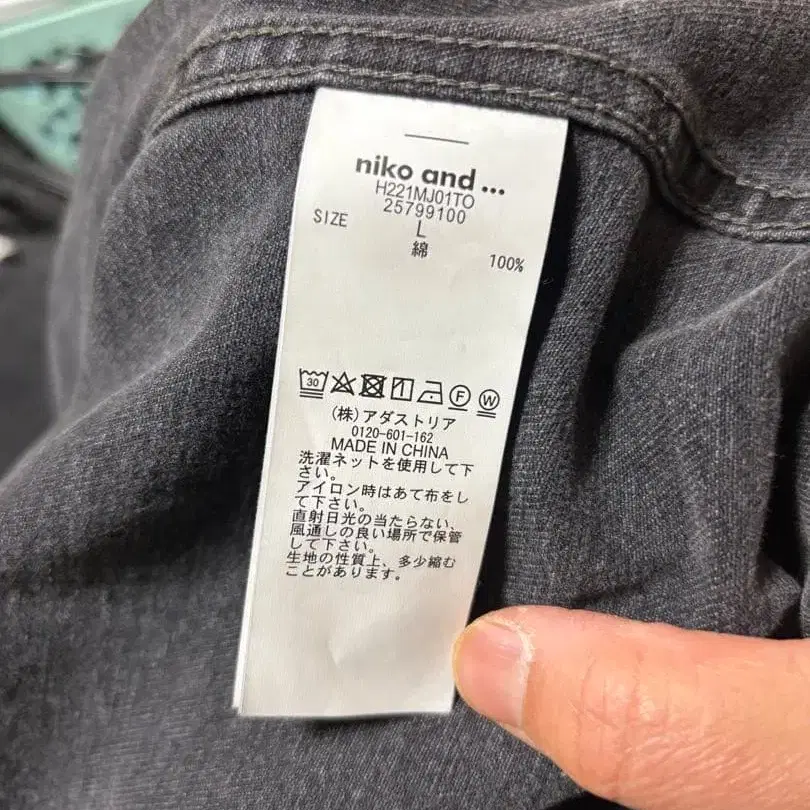 niko and ...
H221MJ01TO
25799100
SIZE L
綿 100%
30 F W
(株)アダストリア
0120-601-162
MADE IN CHINA
洗濯ネットを使用して下
さい。
アイロン時はあて布をし
て下さい。
直射日光の当たらない、
風通しの良い場所で保管
して下さい。
生地の性質上、多少縮む
ことがあります。